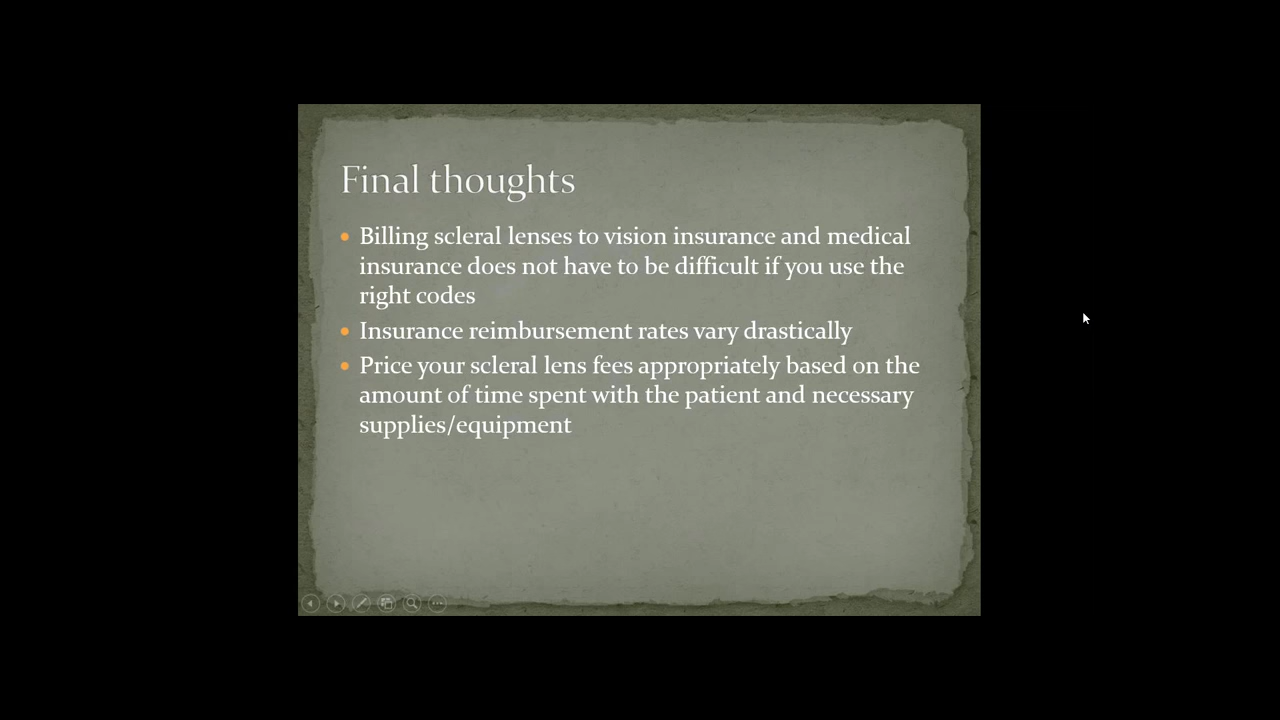 Final thoughts
Billing scleral lenses to vision insurance and medical
insurance does not have to be difficult if you use the
right codes
Insurance reimbursement rates vary drastically
Price your scleral lens fees appropriately based on the
amount of time spent with the patient and necessary
supplies/equipment